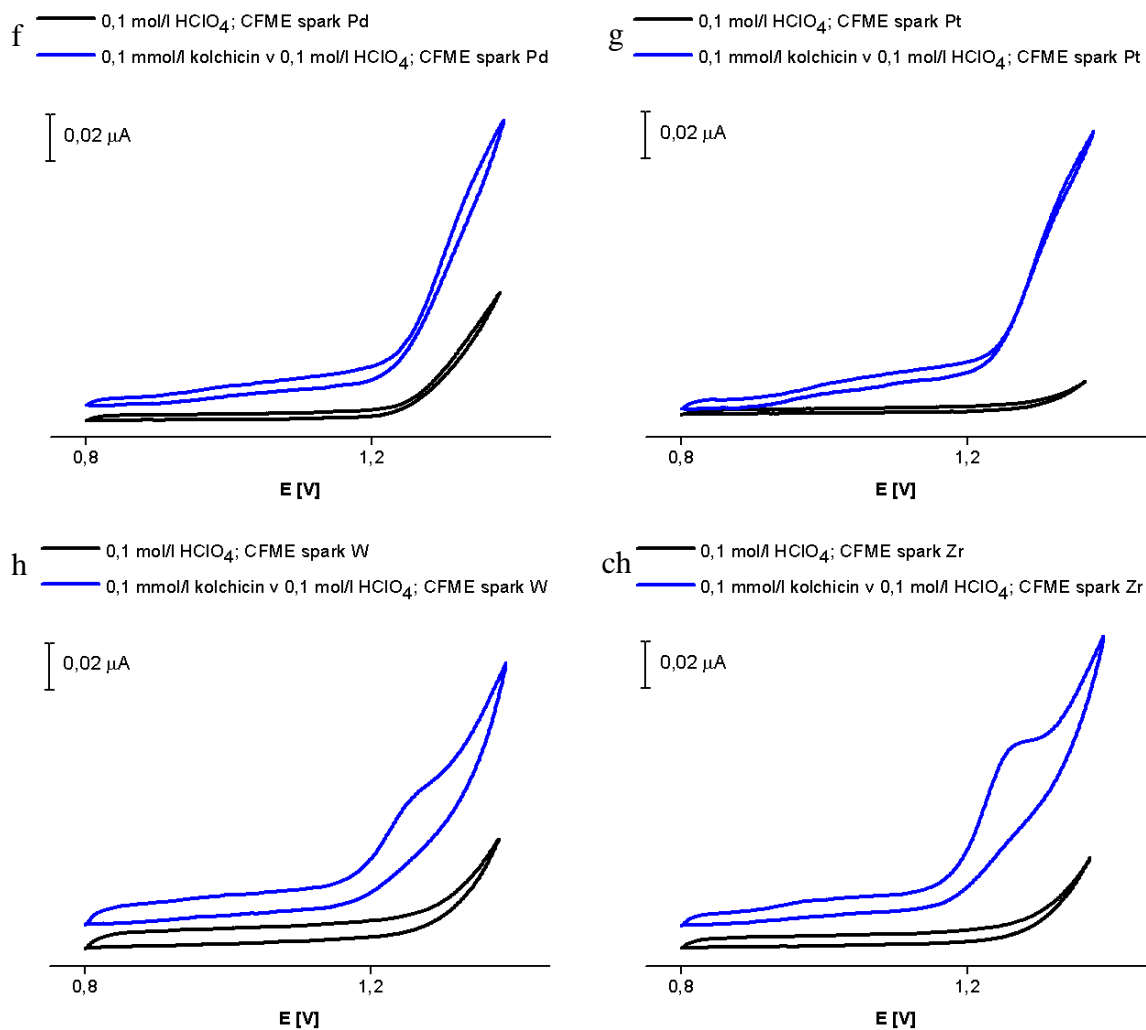 f
0,1 mol/l HClO4; CFME spark Pd
0,1 mmol/l kolchicin v 0,1 mol/l HClO4; CFME spark Pd
0,02 µA
0,8
1,2
E [V]
g
0,1 mol/l HClO4; CFME spark Pt
0,1 mmol/l kolchicin v 0,1 mol/l HClO4; CFME spark Pt
0,02 µA
0,8
1,2
E [V]
h
0,1 mol/l HClO4; CFME spark W
0,1 mmol/l kolchicin v 0,1 mol/l HClO4; CFME spark W
0,02 µA
0,8
1,2
E [V]
ch
0,1 mol/l HClO4; CFME spark Zr
0,1 mmol/l kolchicin v 0,1 mol/l HClO4; CFME spark Zr
0,02 µA
0,8
1,2
E [V]